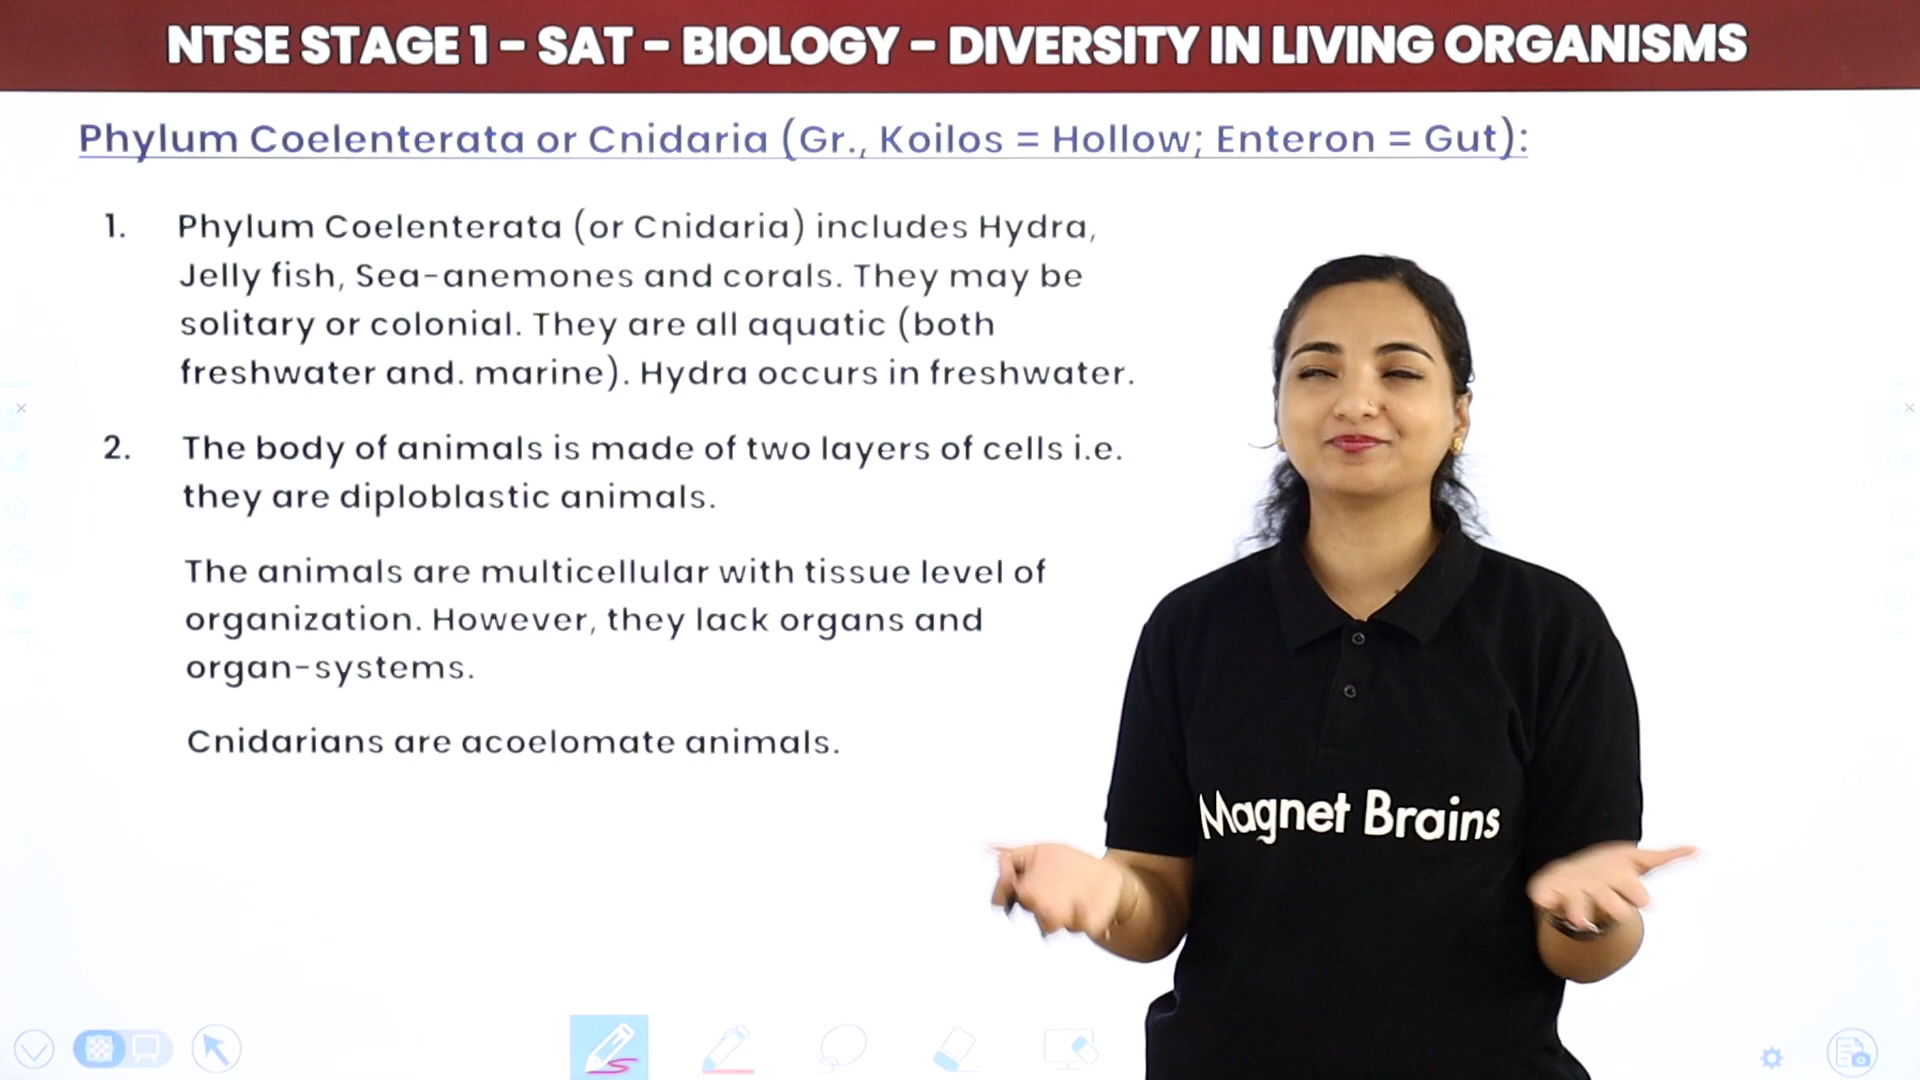 NTSE STAGE 1 – SAT – BIOLOGY – DIVERSITY IN LIVING ORGANISMS
Phylum Coelenterata or Cnidaria (Gr., Koilos = Hollow; Enteron = Gut):
1. Phylum Coelenterata (or Cnidaria) includes Hydra,
Jelly fish, Sea-anemones and corals. They may be
solitary or colonial. They are all aquatic (both
freshwater and. marine). Hydra occurs in freshwater.
2. The body of animals is made of two layers of cells i.e.
they are diploblastic animals.
The animals are multicellular with tissue level of
organization. However, they lack organs and
organ-systems.
Cnidarians are acoelomate animals.
Magnet Brains